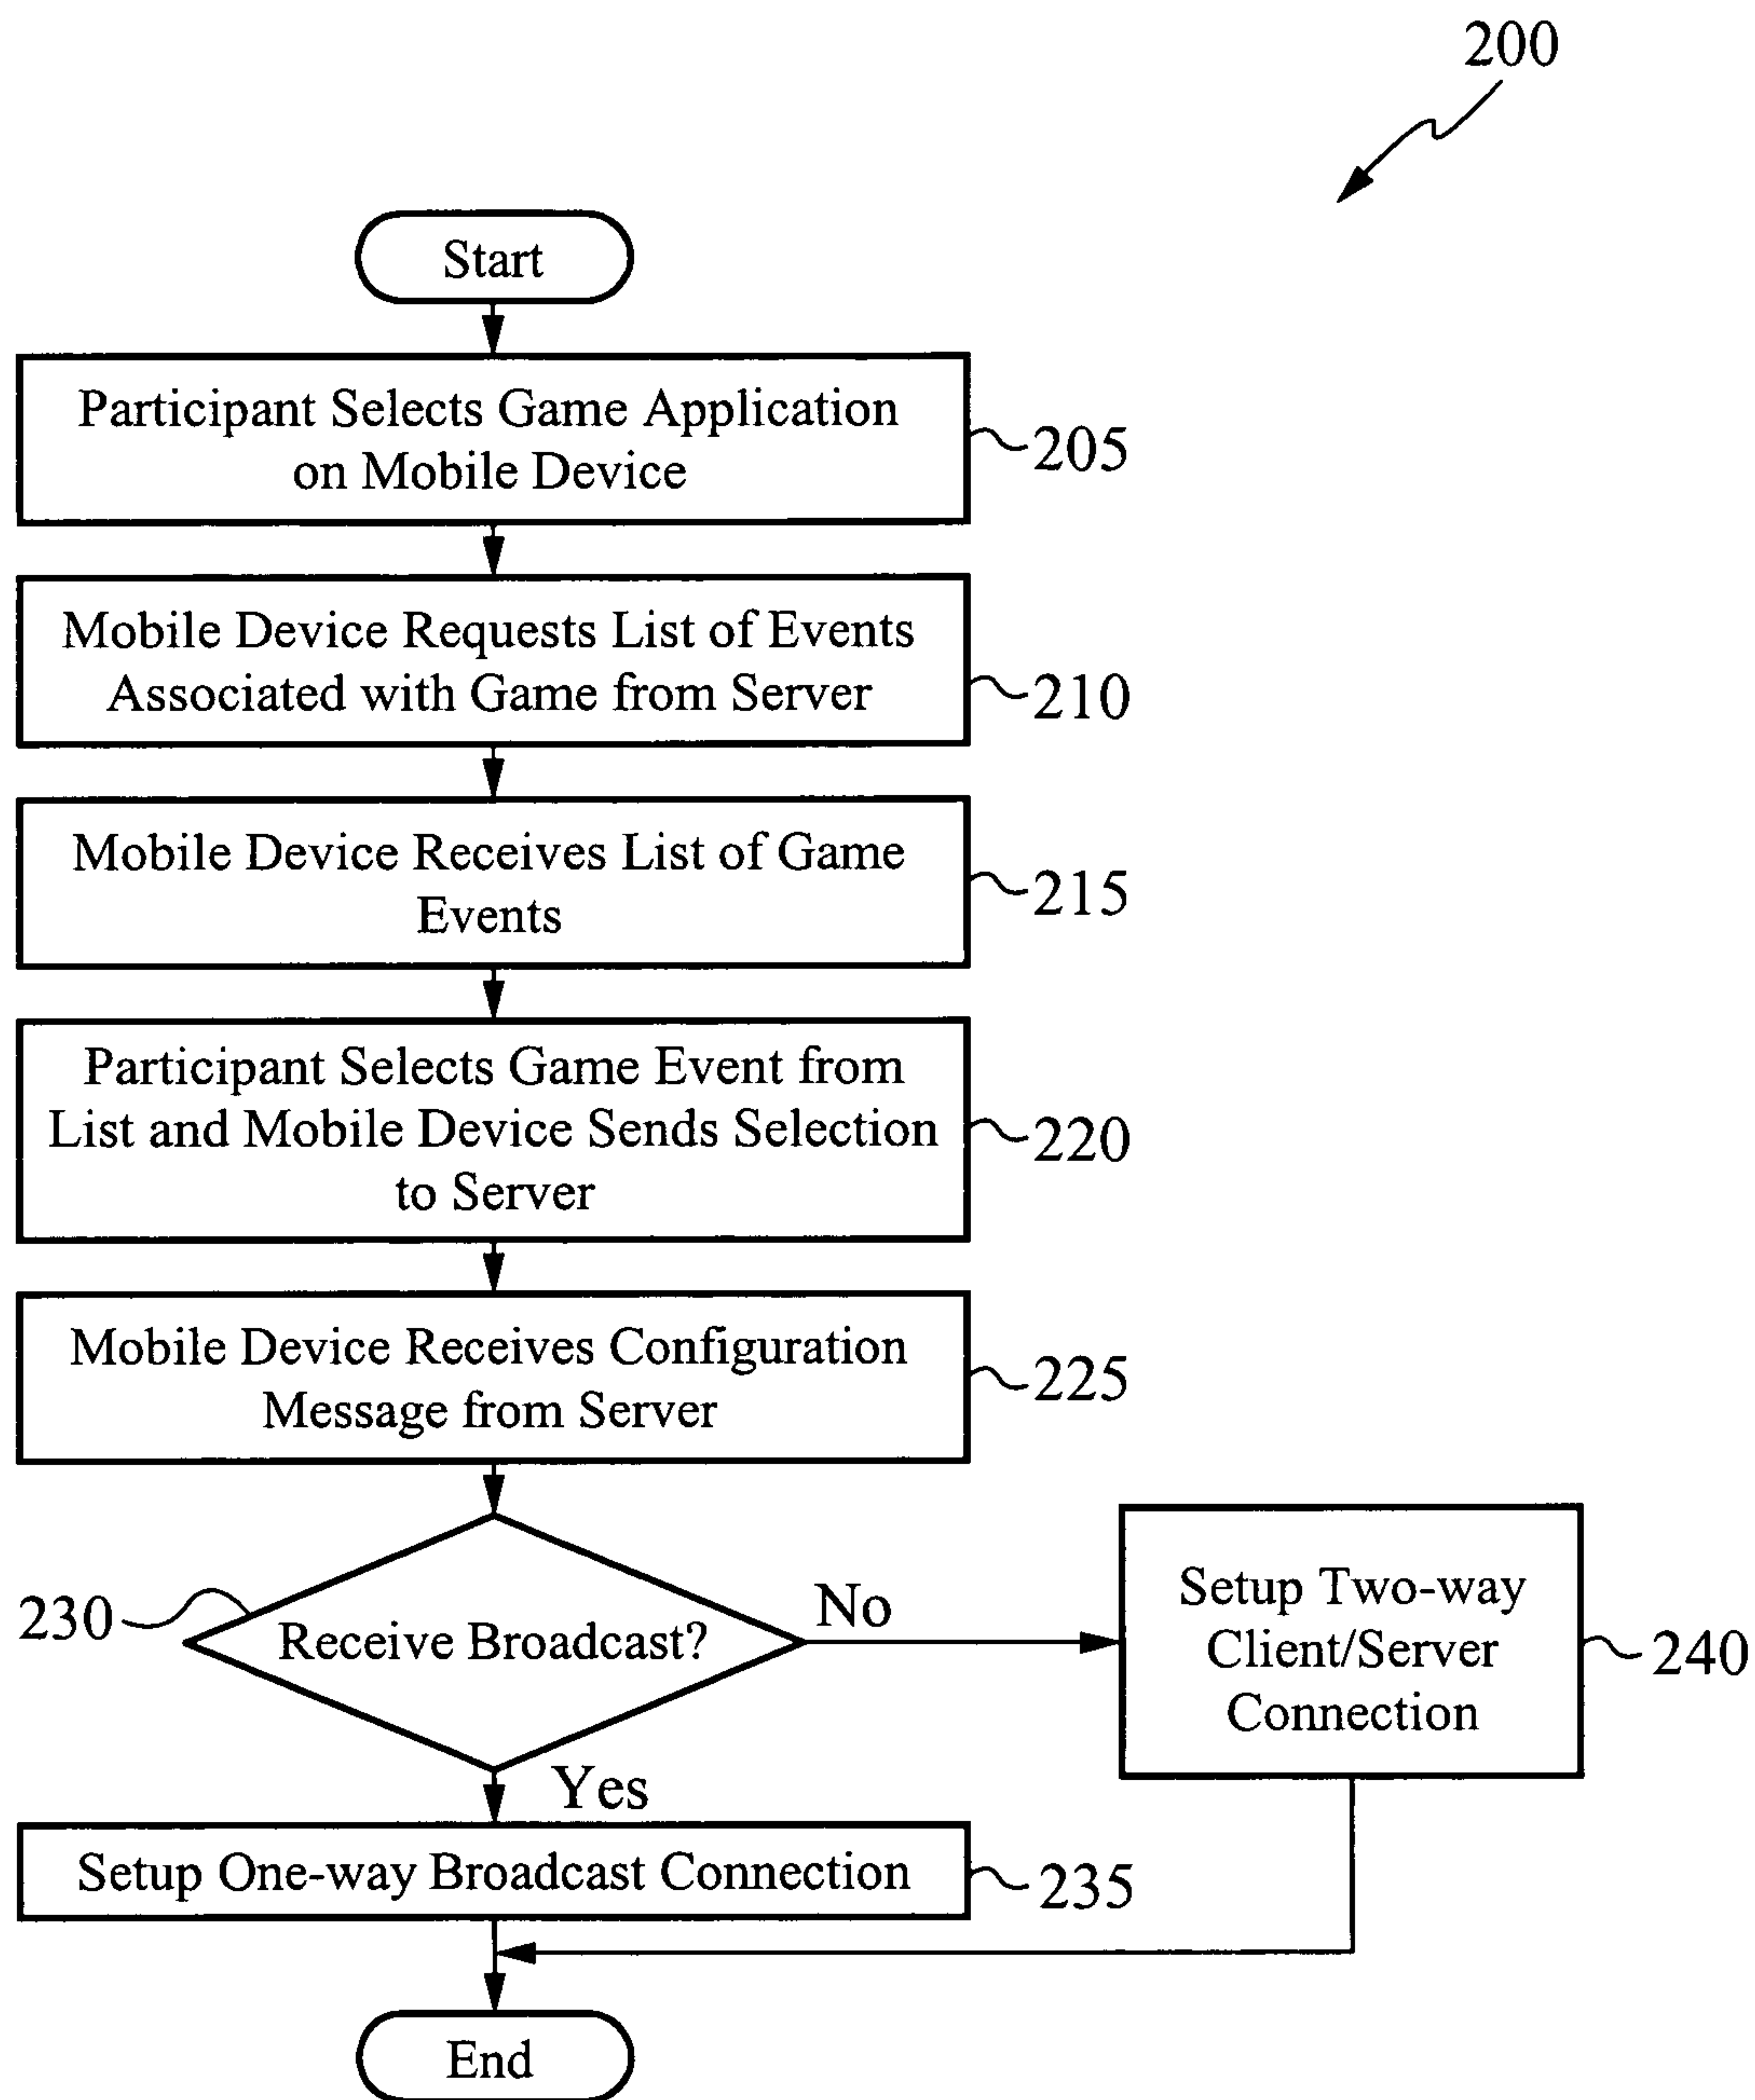 200
Start
Participant Selects Game Application
on Mobile Device
205
Mobile Device Requests List of Events
Associated with Game from Server
210
Mobile Device Receives List of Game
Events
215
Participant Selects Game Event from
List and Mobile Device Sends Selection
to Server
220
Mobile Device Receives Configuration
Message from Server
225
230
Receive Broadcast?
No
Setup Two-way
Client/Server
Connection
240
Yes
Setup One-way Broadcast Connection
235
End